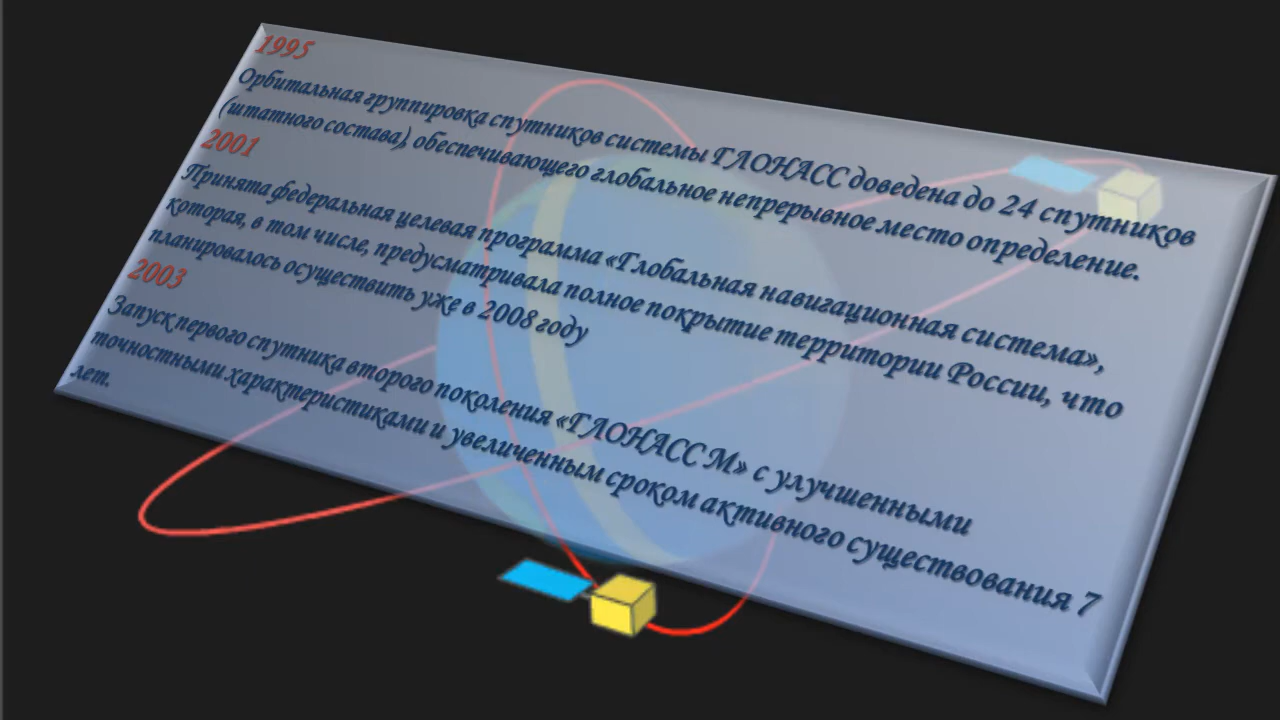 1995
Орбитальная группировка спутников системы ГЛОНАСС доведена до 24 спутников
(штатного состава), обеспечивающего глобальное непрерывное место определение.
2001
Принята федеральная целевая программа «Глобальная навигационная система»,
которая, в том числе, предусматривала полное покрытие территории России, что
планировалось осуществить уже в 2008 году
2003
Запуск первого спутника второго поколения «ГЛОНАСС М» с улучшенными
точностными характеристиками и увеличенным сроком активного существования 7
лет.